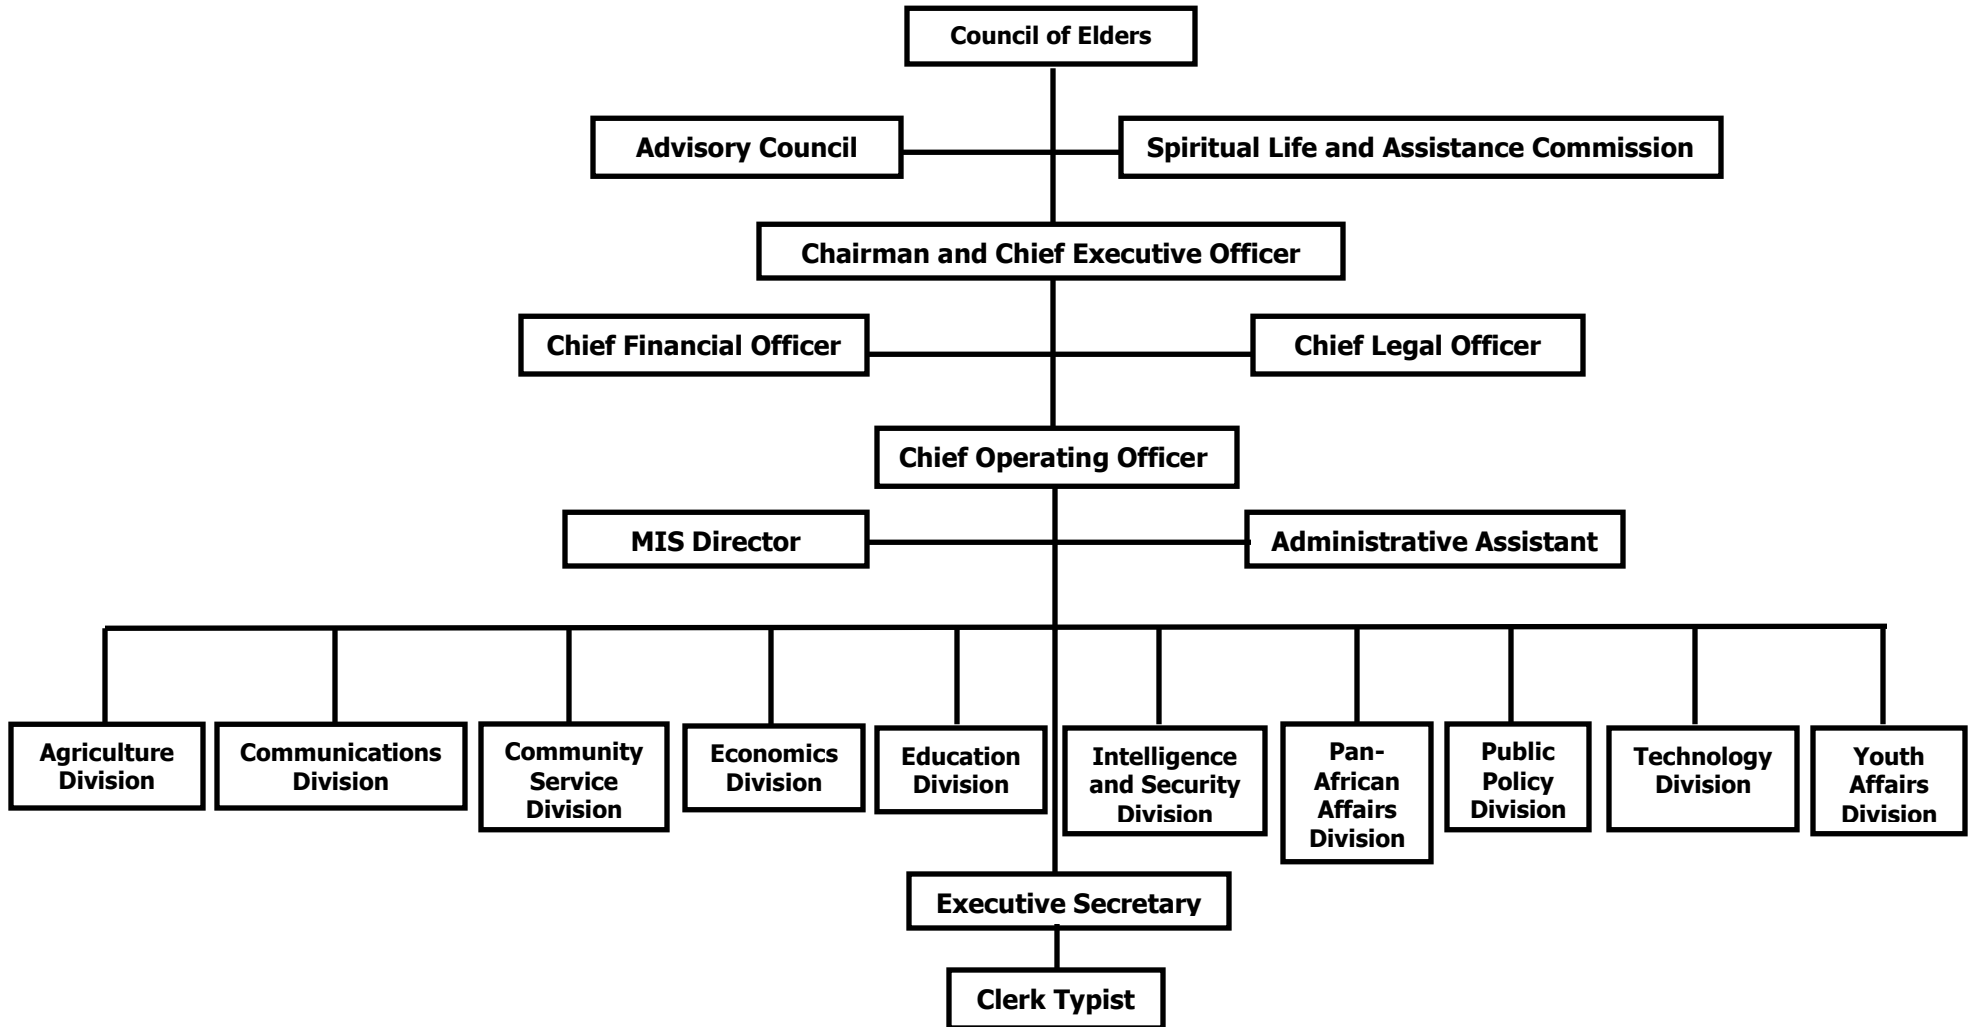 Council of Elders
Advisory Council
Spiritual Life and Assistance Commission
Chairman and Chief Executive Officer
Chief Financial Officer
Chief Legal Officer
Chief Operating Officer
MIS Director
Administrative Assistant
Agriculture
Division
Communications
Division
Community
Service
Division
Economics
Division
Education
Division
Intelligence
and Security
Division
Pan-
African
Affairs
Division
Public
Policy
Division
Technology
Division
Youth
Affairs
Division
Executive Secretary
Clerk Typist